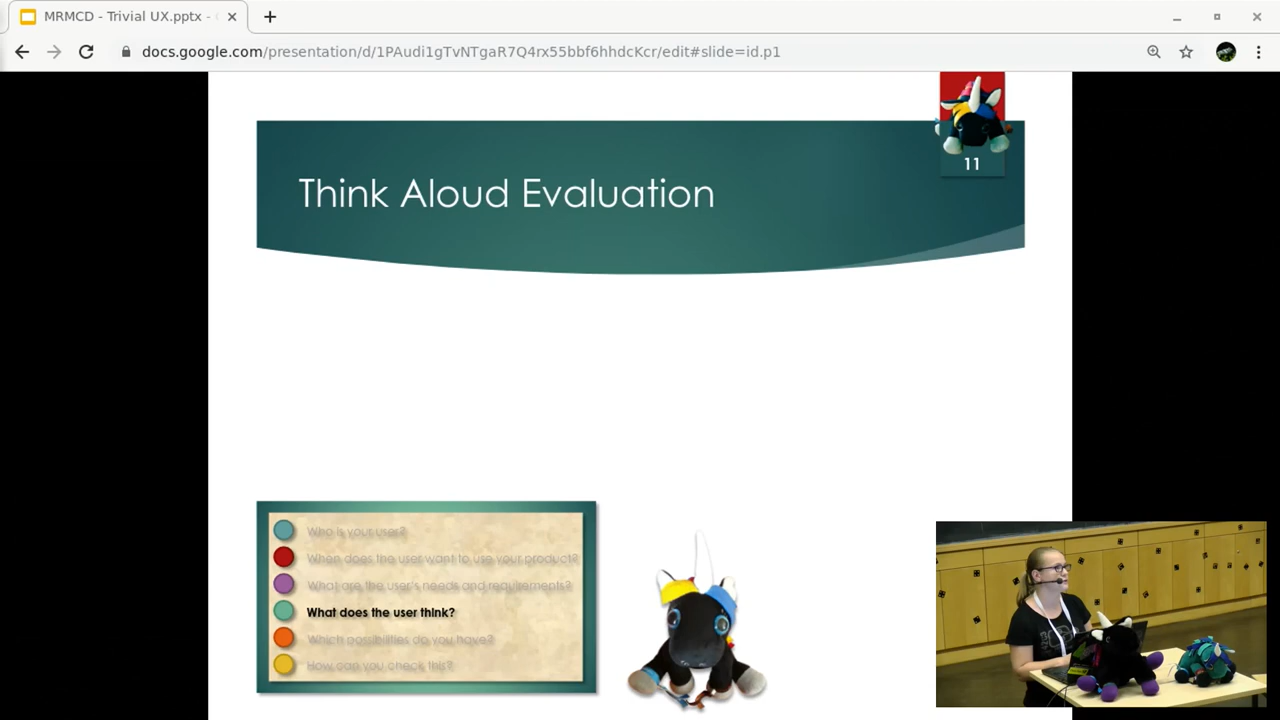 MRMCD - Trivial UX.pptx -
docs.google.com/presentation/d/1PAudi1gTvNTgaR7Q4rx55bbf6hhdcKcr/edit#slide=id.p1
11
Think Aloud Evaluation
Who is your user?
When does the user want to use your product?
What are the user's needs and requirements?
What does the user think?
Which possibilities do you have?
How can you check this?